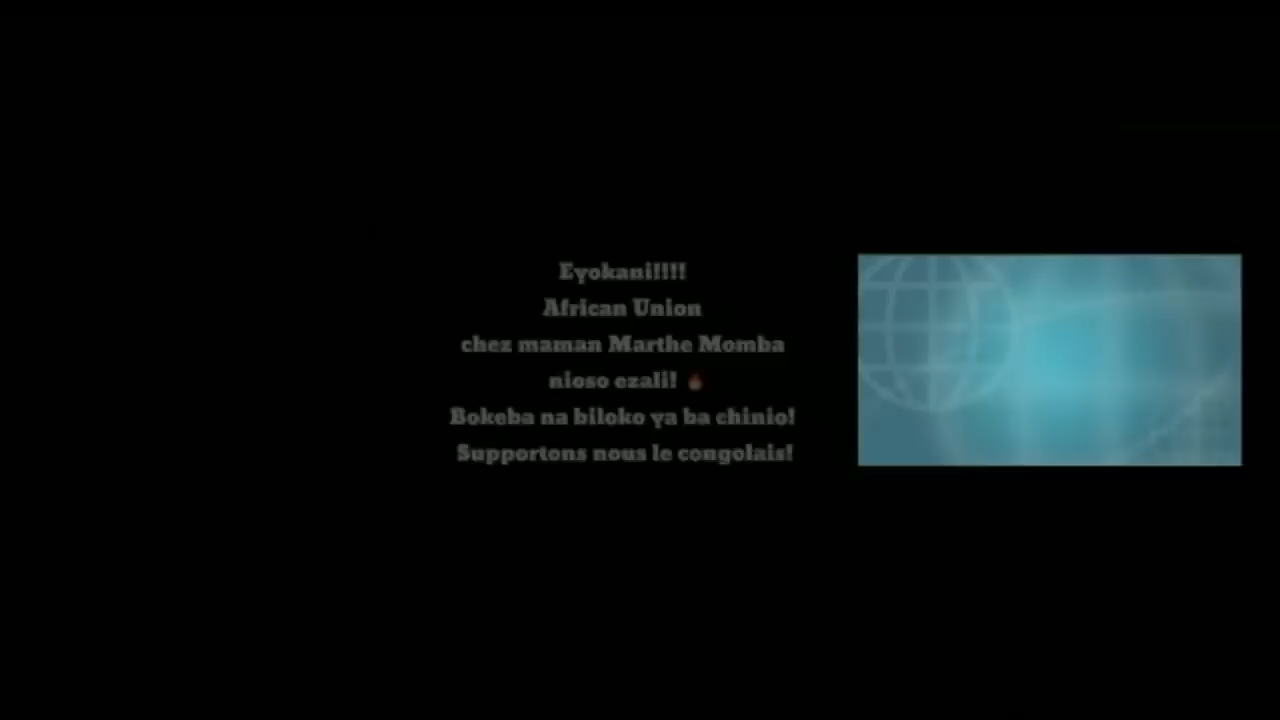 Eyokani!!!!
African Union
chez maman Marthe Momba
nioso ezali! 🔥
Bokeba na biloko ya ba chinio!
Supportons nous le congolais!